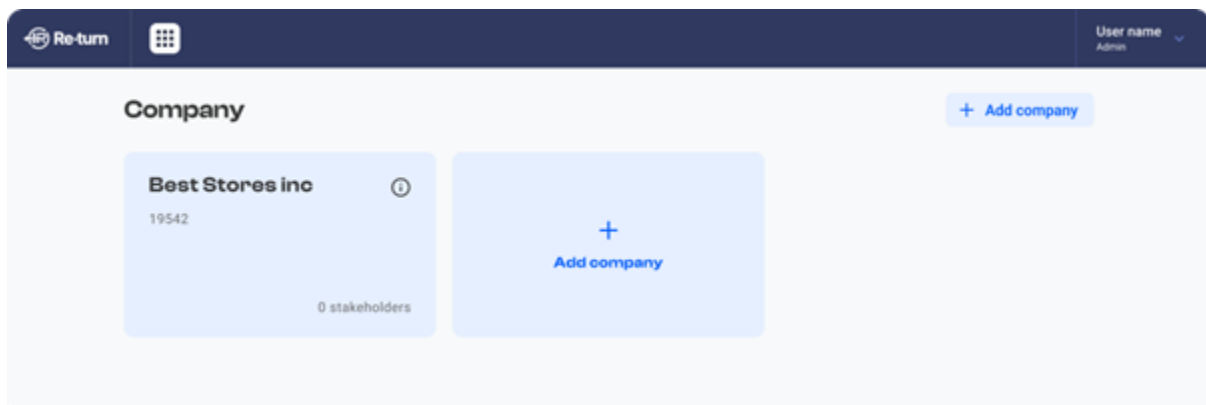 Re-turn
User name
Admin
Company
+ Add company
Best Stores inc
19542
0 stakeholders
+
Add company